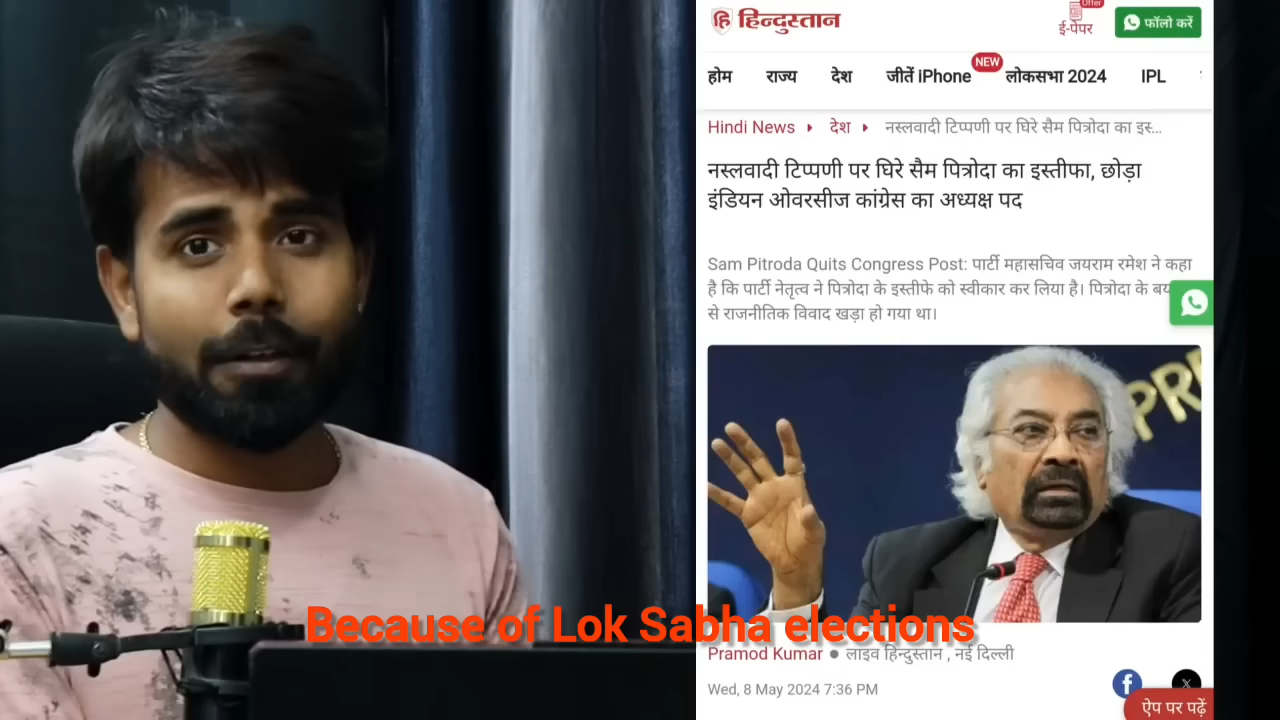 हि हिन्दुस्तान
Offer
ई-पेपर
फॉलो करें
होम राज्य देश जीतें iPhone NEW लोकसभा 2024 IPL
Hindi News देश नस्लवादी टिप्पणी पर घिरे सैम पित्रोदा का इस...
नस्लवादी टिप्पणी पर घिरे सैम पित्रोदा का इस्तीफा, छोड़ा
इंडियन ओवरसीज कांग्रेस का अध्यक्ष पद
Sam Pitroda Quits Congress Post: पार्टी महासचिव जयराम रमेश ने कहा
है कि पार्टी नेतृत्व ने पित्रोदा के इस्तीफे को स्वीकार कर लिया है। पित्रोदा के बय
से राजनीतिक विवाद खड़ा हो गया था।
PR
Because of Lok Sabha elections
Pramod Kumar ● लाइव हिन्दुस्तान , नई दिल्ली
Wed, 8 May 2024 7:36 PM
ऐप पर पढ़ें